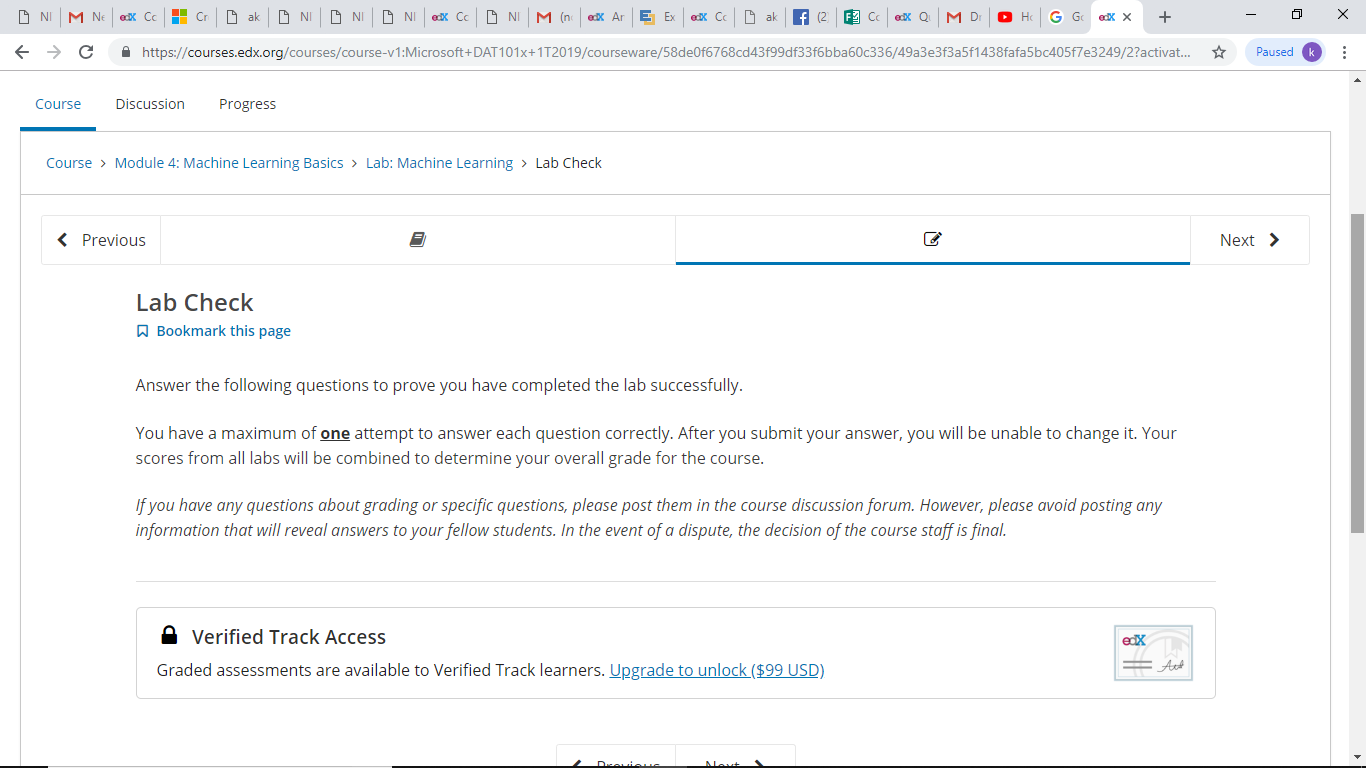 NI
Ne
edX Cc
Cr
ak
NI
NI
NI
edX Cc
NI
(n
edX Ar
Ex
edX Cc
ak
(2
Cc
edX Q
Dr
Hc
Gc
edX
https://courses.edx.org/courses/course-v1:Microsoft+DAT101x+1T2019/courseware/58de0f6768cd43f99df33f6bba60c336/49a3e3f3a5f1438fafa5bc405f7e3249/2?activat...
Paused k
Course Discussion Progress
Course > Module 4: Machine Learning Basics > Lab: Machine Learning > Lab Check
Previous Next
Lab Check
Bookmark this page
Answer the following questions to prove you have completed the lab successfully.
You have a maximum of one attempt to answer each question correctly. After you submit your answer, you will be unable to change it. Your
scores from all labs will be combined to determine your overall grade for the course.
If you have any questions about grading or specific questions, please post them in the course discussion forum. However, please avoid posting any
information that will reveal answers to your fellow students. In the event of a dispute, the decision of the course staff is final.
Verified Track Access
edX
Graded assessments are available to Verified Track learners. Upgrade to unlock ($99 USD)
Previous Next